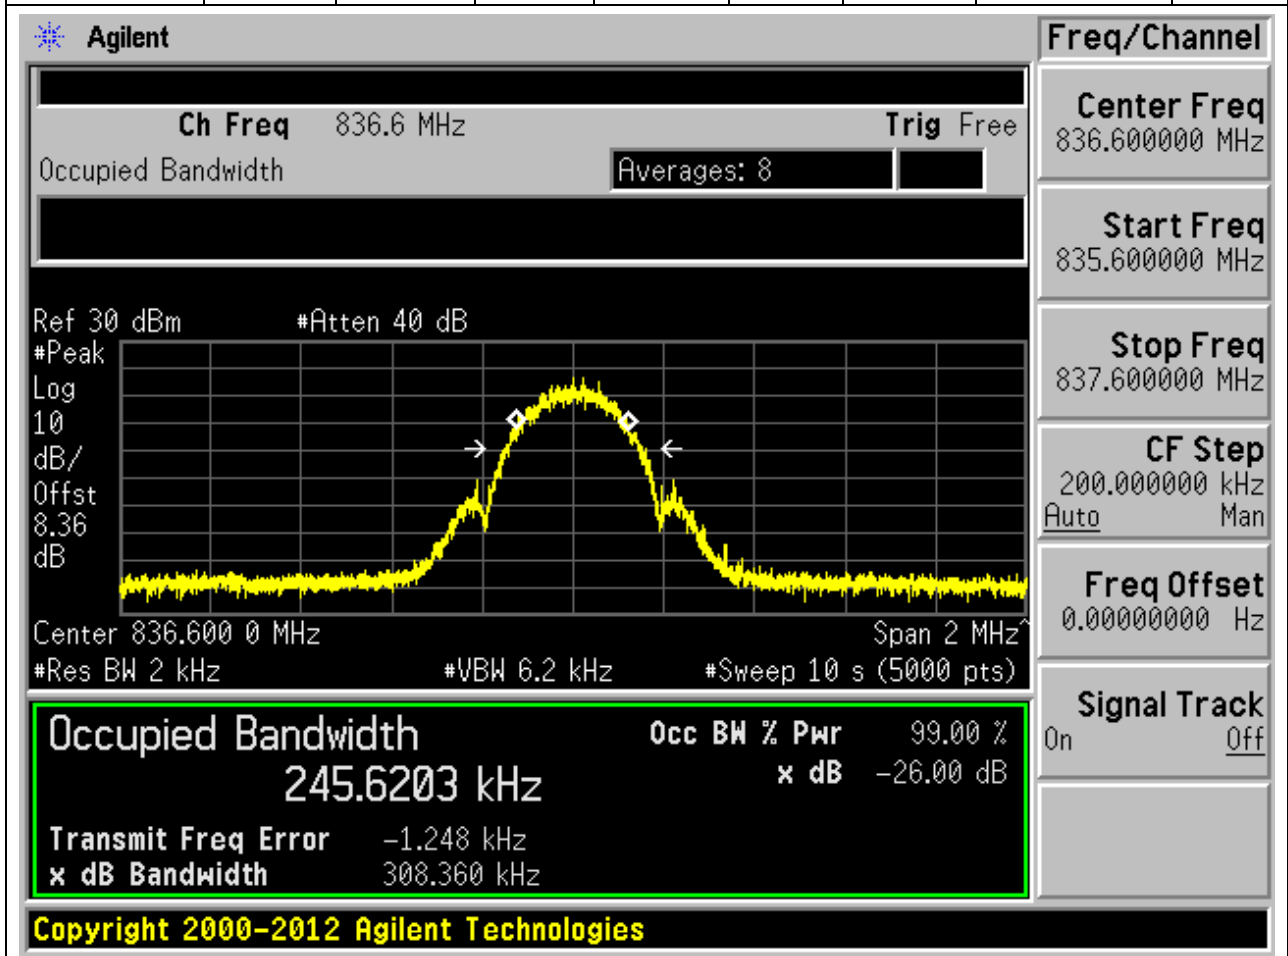 Agilent
Freq/Channel
Ch Freq 836.6 MHz Trig Free
Occupied Bandwidth Averages: 8
Center Freq
836.600000 MHz
Start Freq
835.600000 MHz
Stop Freq
837.600000 MHz
CF Step
200.000000 kHz
Auto Man
Freq Offset
0.00000000 Hz
Signal Track
On Off
Ref 30 dBm #Atten 40 dB
#Peak
Log
10
dB/
Offst
8.36
dB
Center 836.600 0 MHz Span 2 MHz^
#Res BW 2 kHz #VBW 6.2 kHz #Sweep 10 s (5000 pts)
Occupied Bandwidth
245.6203 kHz
Occ BW % Pwr 99.00 %
x dB -26.00 dB
Transmit Freq Error -1.248 kHz
x dB Bandwidth 308.360 kHz
Copyright 2000-2012 Agilent Technologies